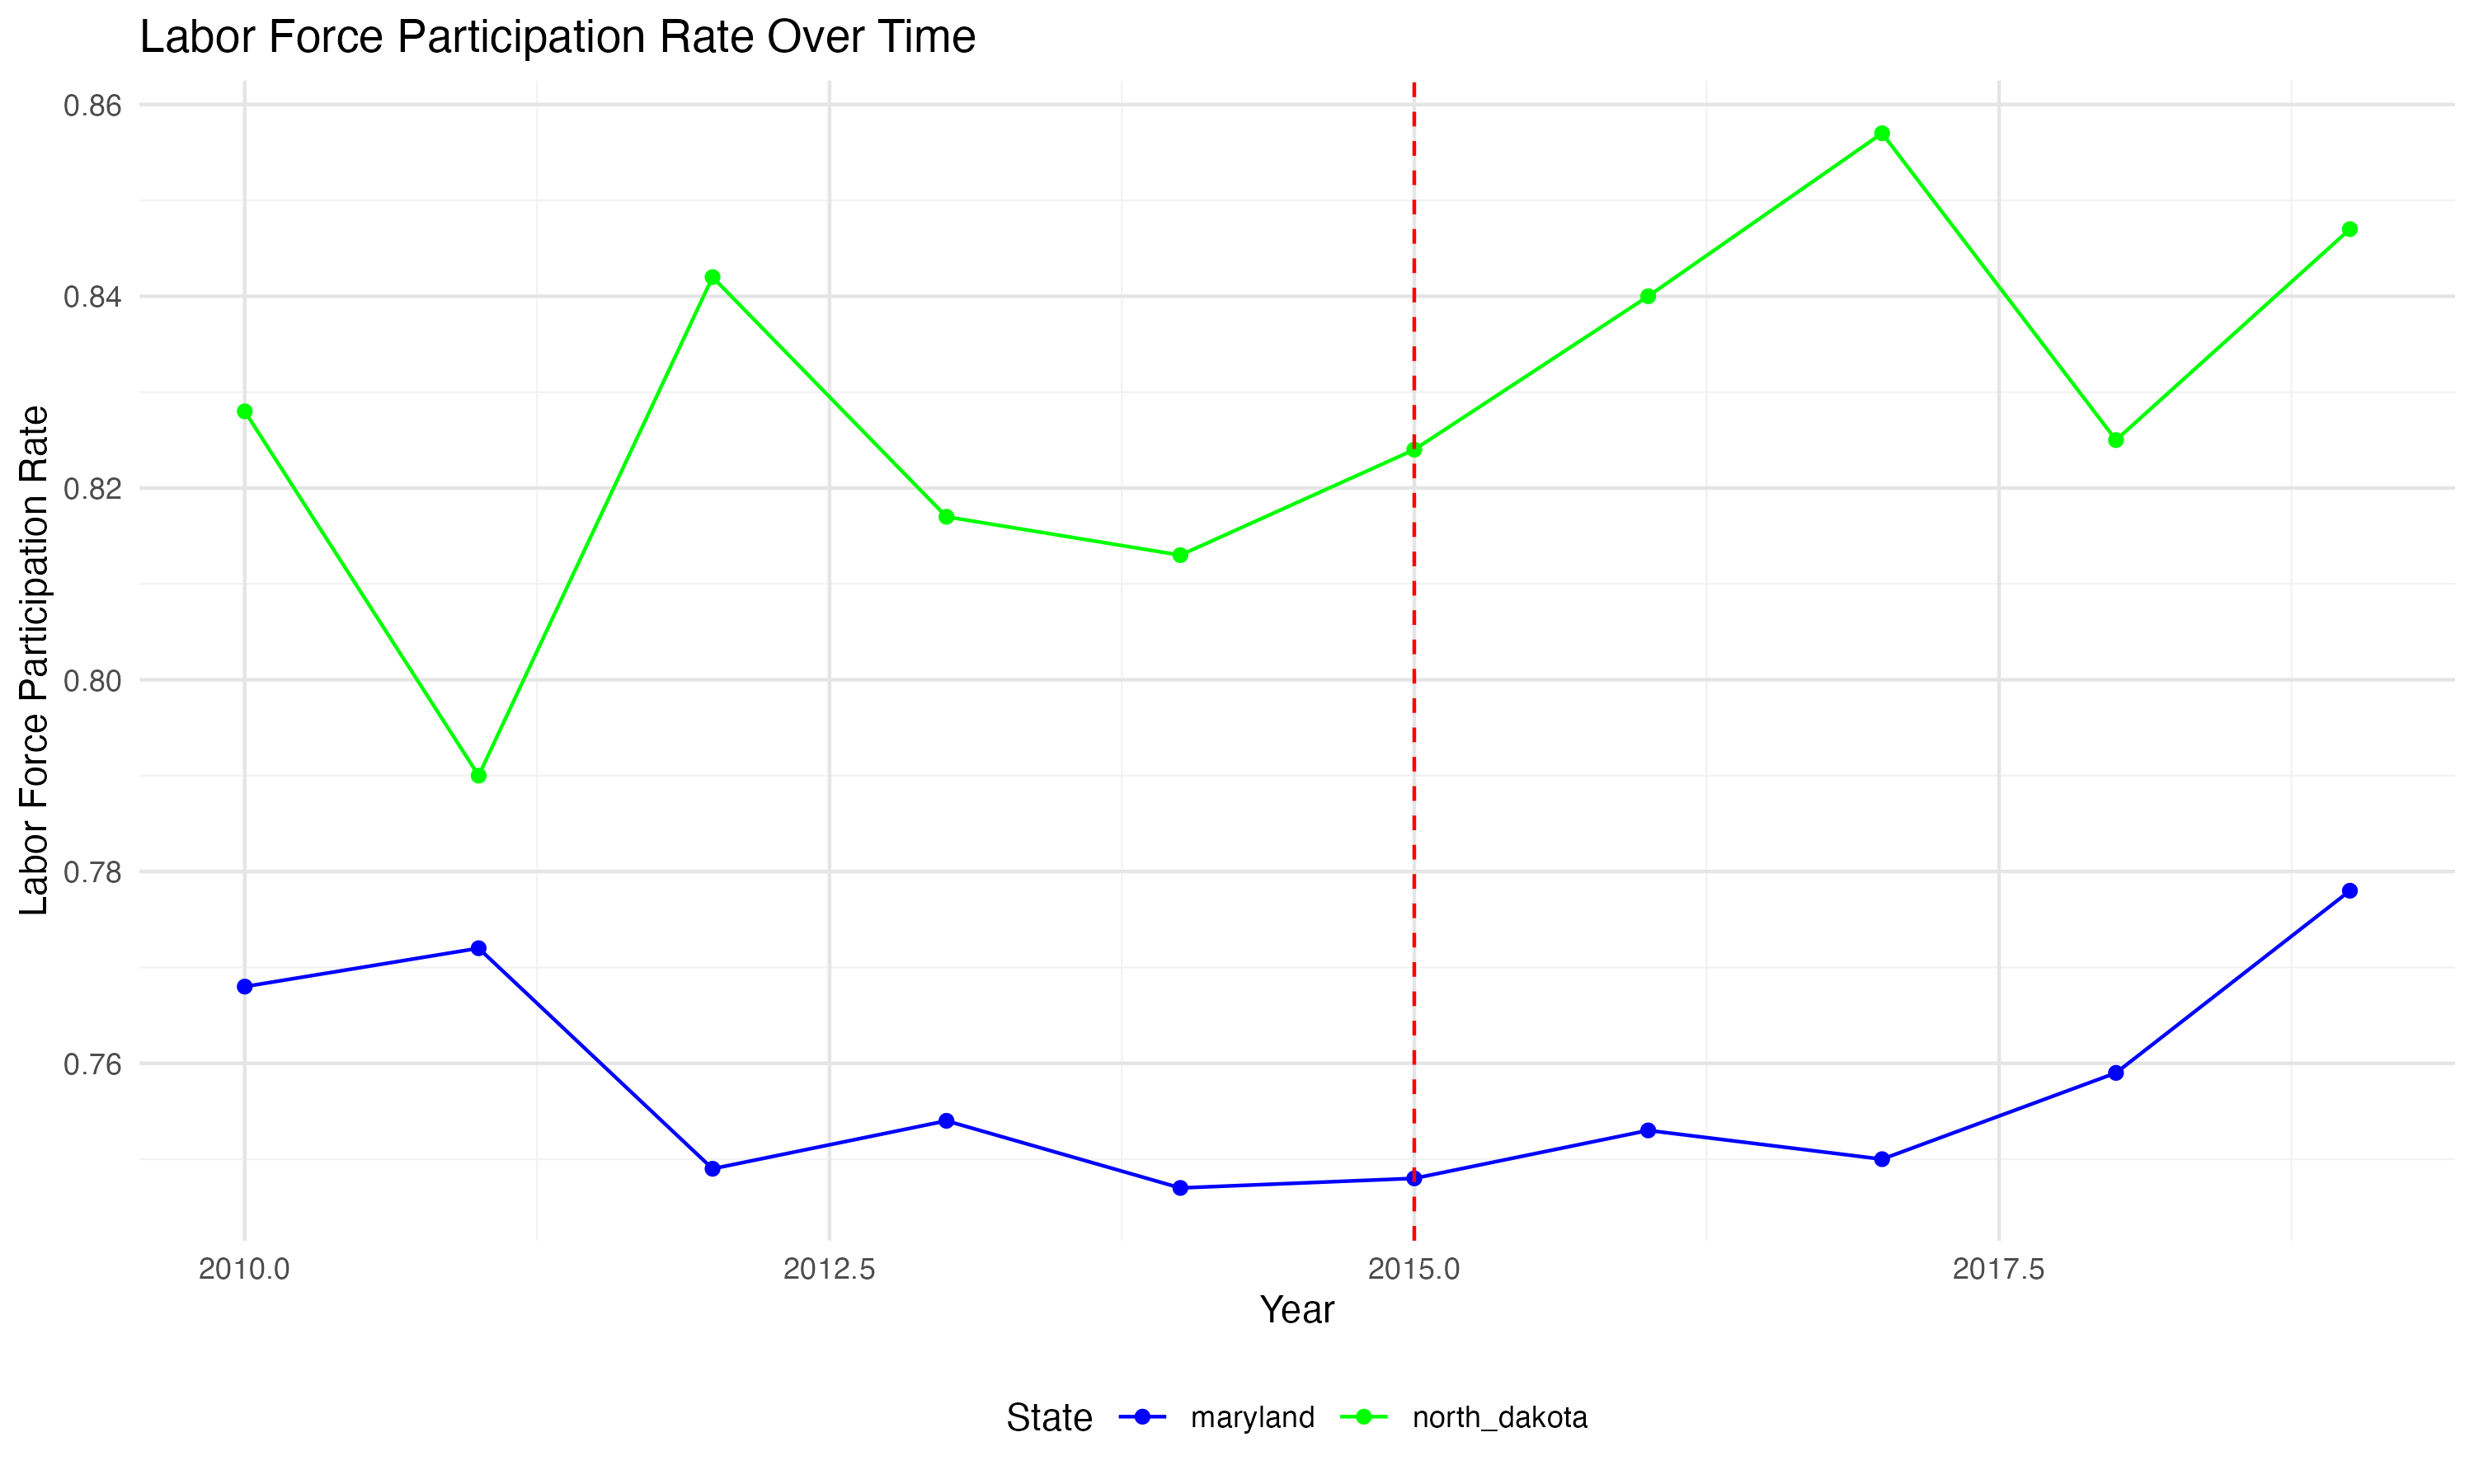 Labor Force Participation Rate Over Time
Labor Force Participation Rate
0.86
0.84
0.82
0.80
0.78
0.76
2010.0 2012.5 2015.0 2017.5
Year
State maryland north_dakota